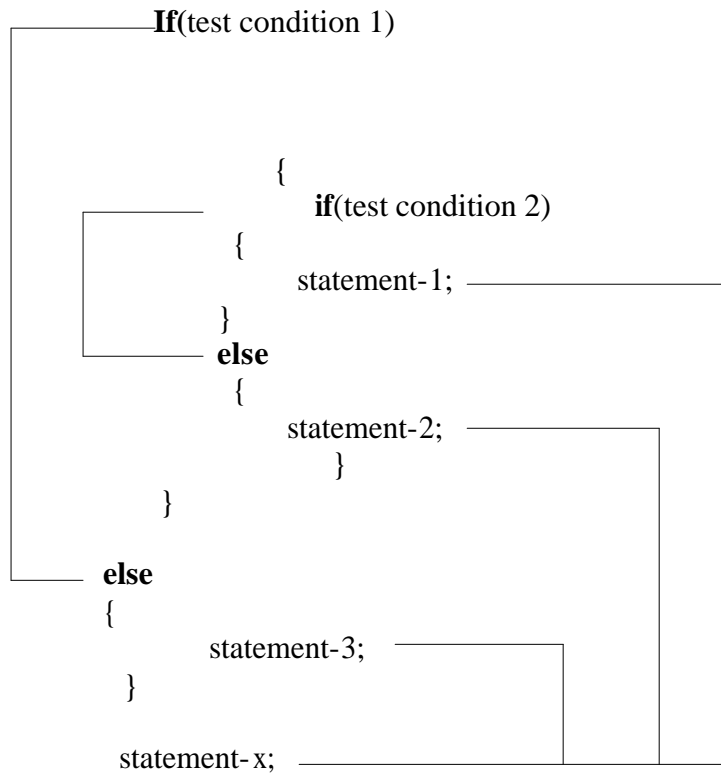 If(test condition 1)
{
if(test condition 2)
{
statement-1;
}
else
{
statement-2;
}
}
else
{
statement-3;
}
statement-x;